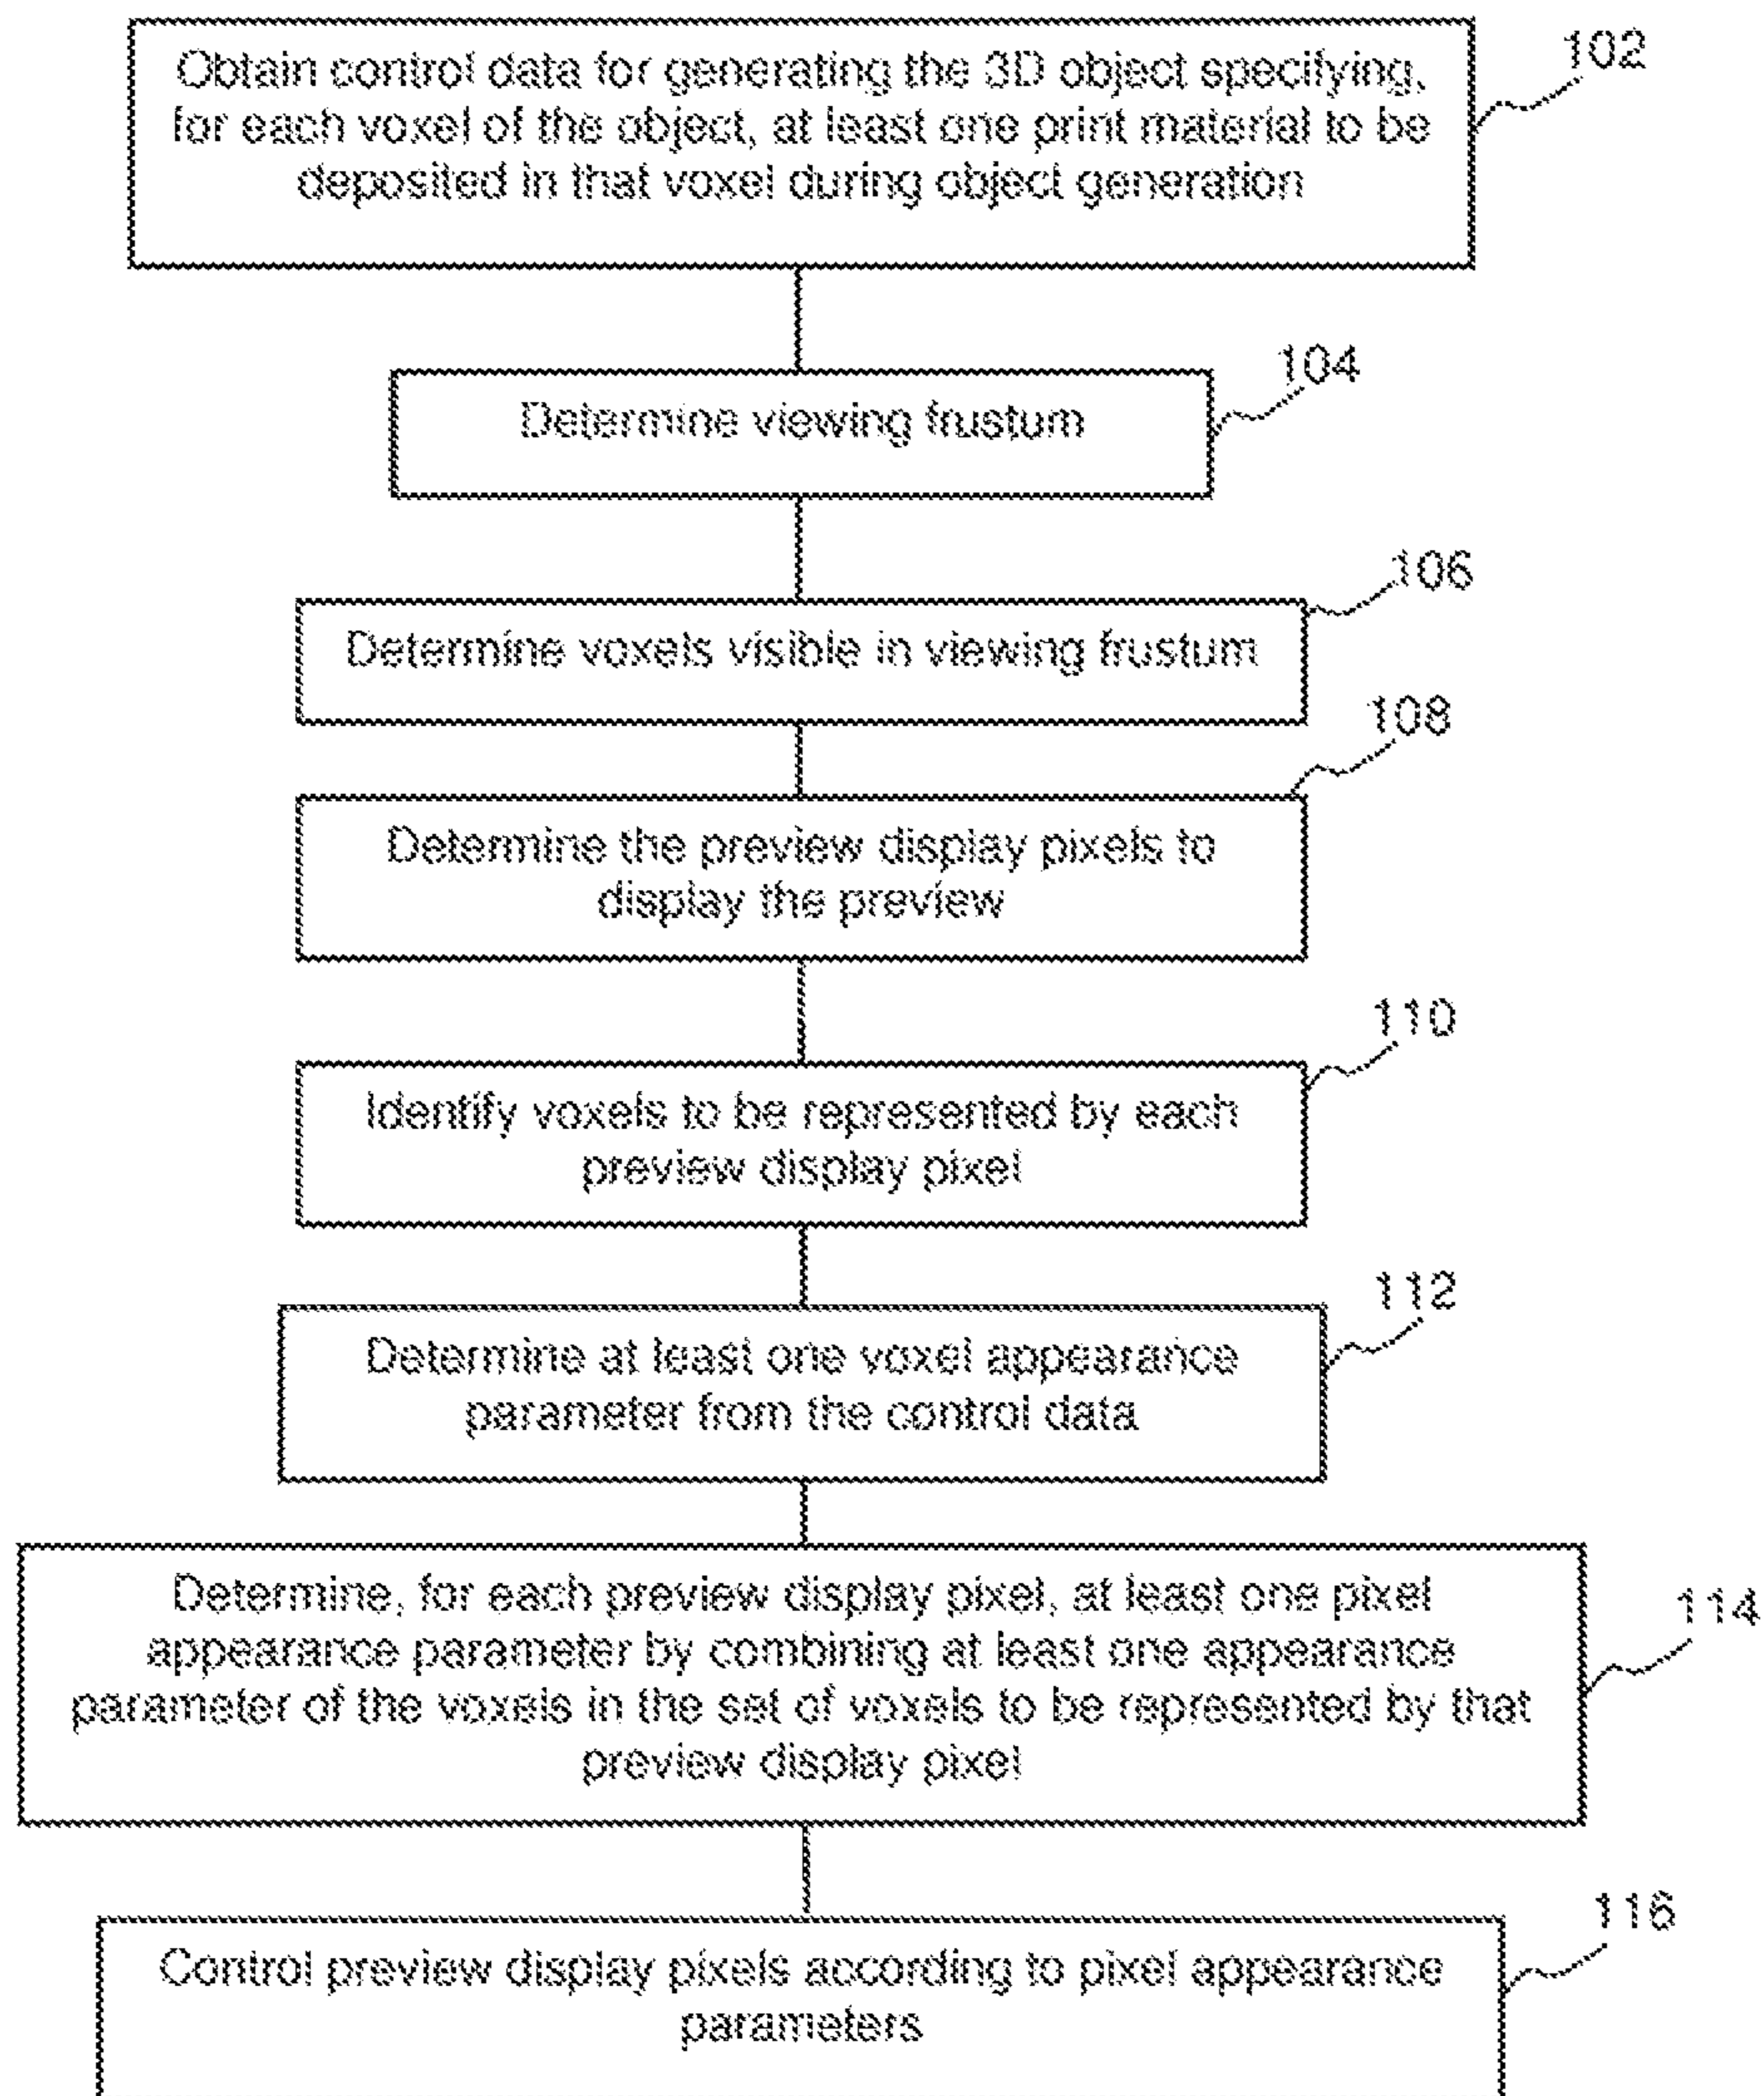 Obtain control data for generating the 3D object specifying,
for each voxel of the object, at least one print material to be
deposited in that voxel during object generation
102
Determine viewing frustum
104
Determine voxels visible in viewing frustum
106
Determine the preview display pixels to
display the preview
108
Identify voxels to be represented by each
preview display pixel
110
Determine at least one voxel appearance
parameter from the control data
112
Determine, for each preview display pixel, at least one pixel
appearance parameter by combining at least one appearance
parameter of the voxels in the set of voxels to be represented by that
preview display pixel
114
Control preview display pixels according to pixel appearance
parameters
116